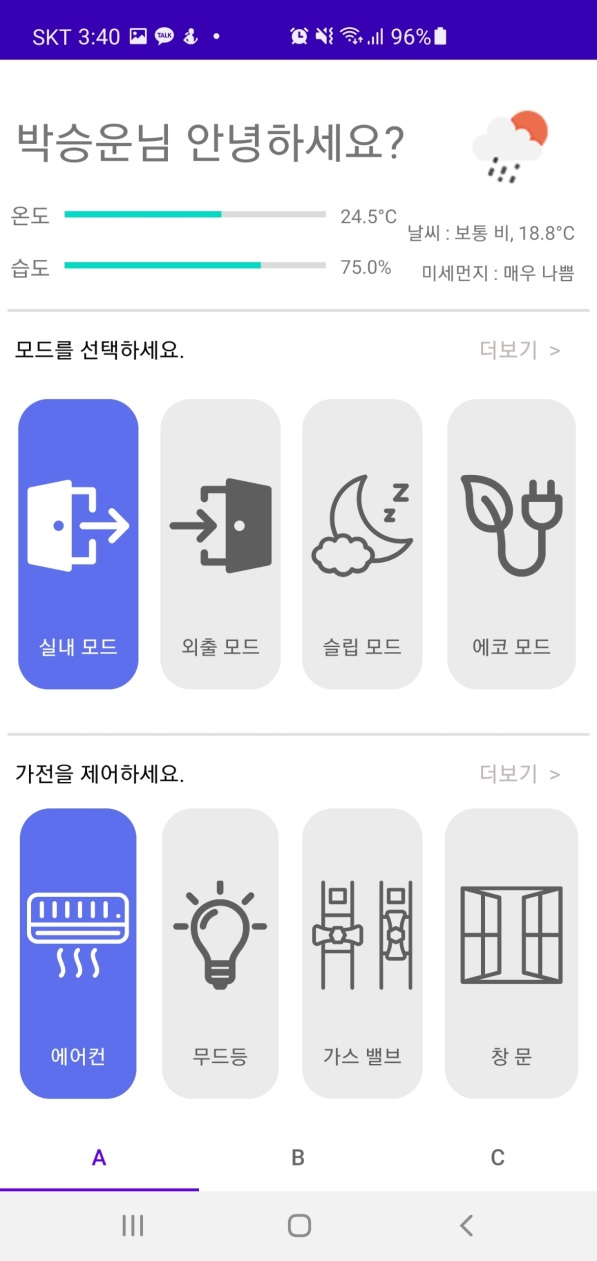 SKT 3:40 TALK 96%
박승운님 안녕하세요?
온도 24.5°C
날씨 : 보통 비, 18.8°C
습도 75.0%
미세먼지 : 매우 나쁨
모드를 선택하세요. 더보기 >
z
z
실내 모드 외출 모드 슬립 모드 에코 모드
가전을 제어하세요. 더보기 >
에어컨 무드등 가스 밸브 창 문
A B C